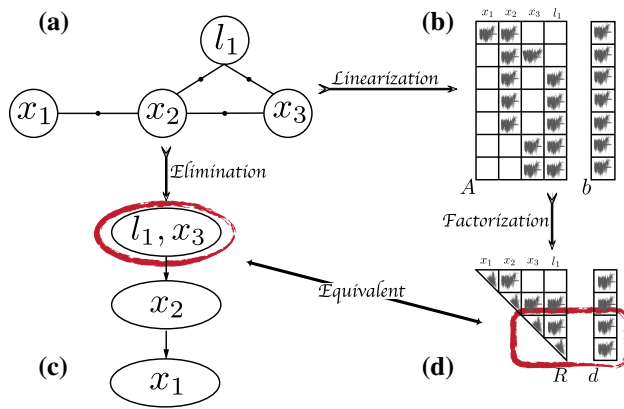 (a)
l1
x1
x2
x3
Linearization
(b)
x1 x2 x3 l1
A
b
Elimination
Factorization
l1, x3
x2
x1
(c)
Equivalent
x1 x2 x3 l1
R
d
(d)